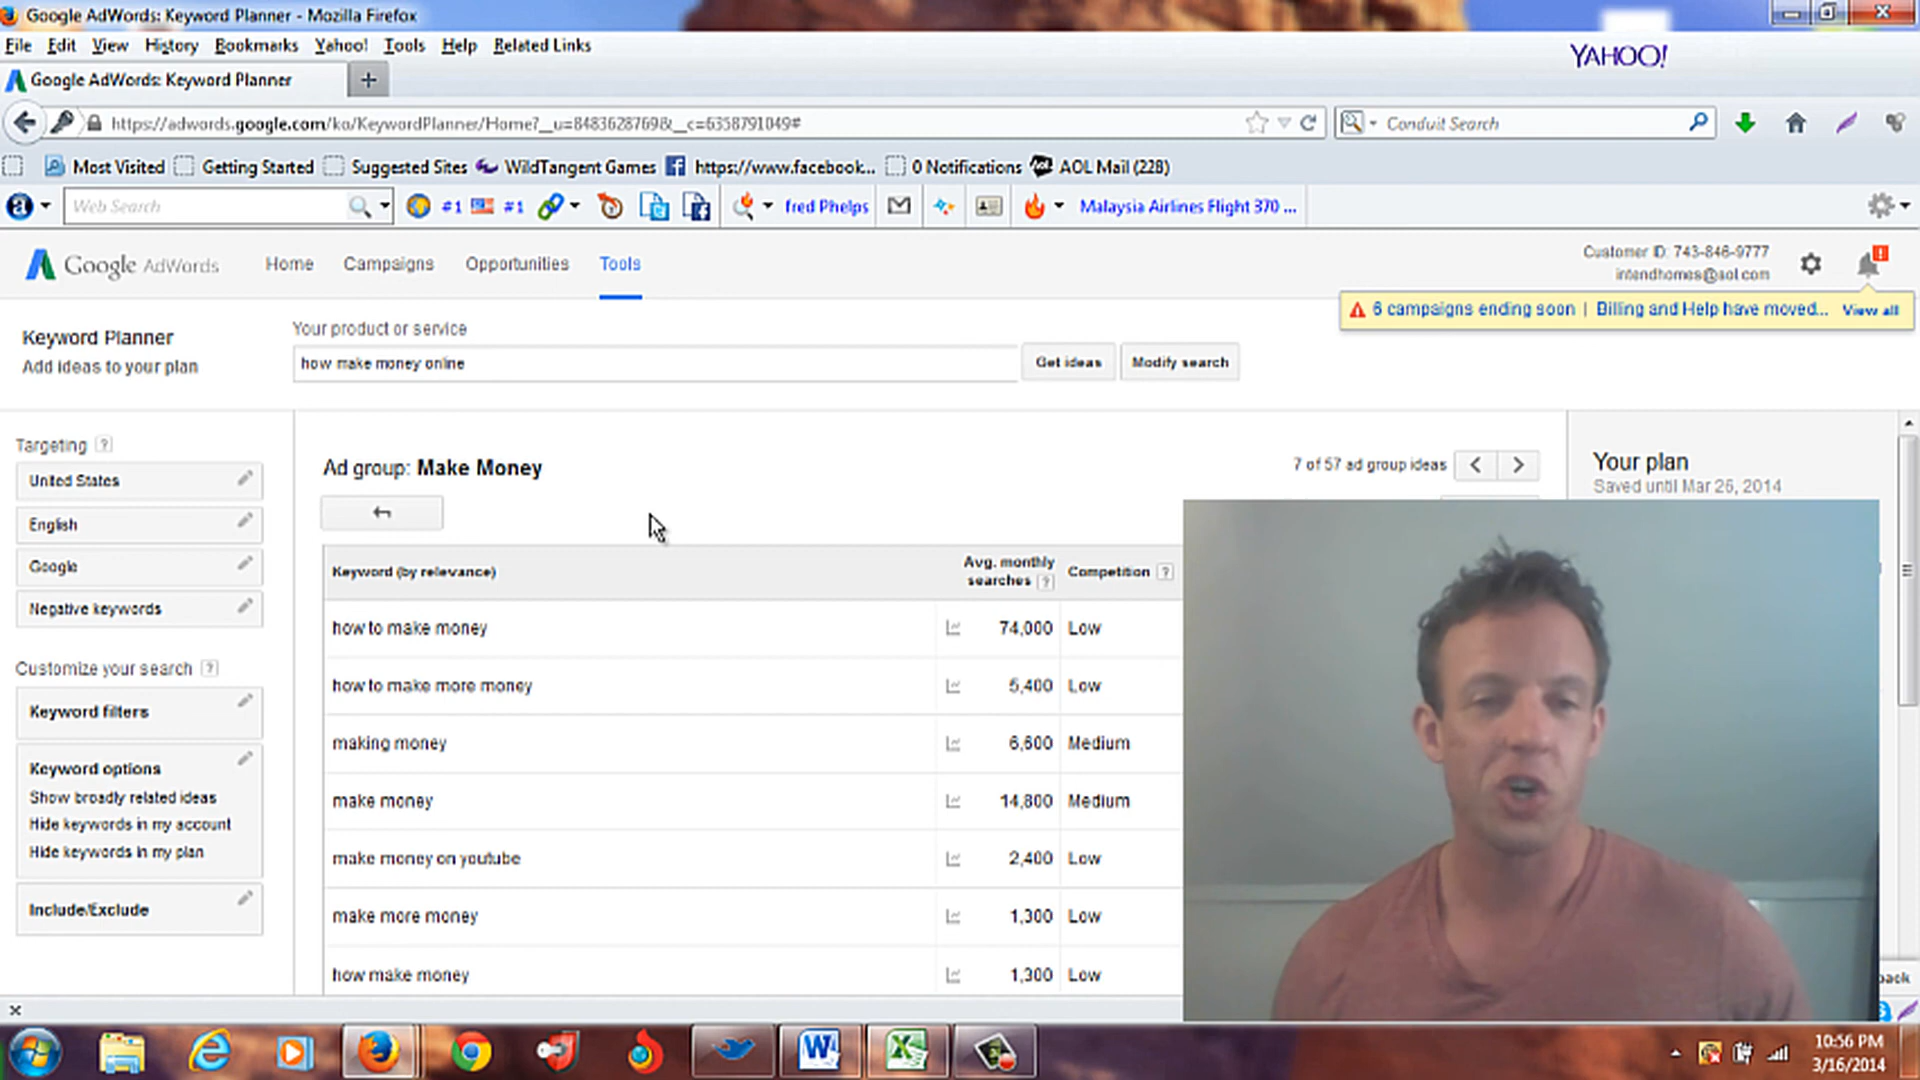 Google AdWords: Keyword Planner - Mozilla Firefox
File Edit View History Bookmarks Yahoo! Tools Help Related Links
YAHOO!
Google AdWords: Keyword Planner
https://adwords.google.com/ko/KeywordPlanner/Home?__u=8483628769&__c=6358791049#
Conduit Search
Most Visited Getting Started Suggested Sites WildTangent Games https://www.facebook... 0 Notifications AOL Mail (228)
Web Search #1 #1 fred Phelps Malaysia Airlines Flight 370 ...
Google AdWords Home Campaigns Opportunities Tools
Customer ID: 743-846-9777
intendhomes@aol.com
6 campaigns ending soon | Billing and Help have moved... View all
Keyword Planner
Add ideas to your plan
Your product or service
how make money online
Get ideas Modify search
Targeting ?
United States
English
Google
Negative keywords
Customize your search ?
Keyword filters
Keyword options
Show broadly related ideas
Hide keywords in my account
Hide keywords in my plan
Include/Exclude
Ad group: Make Money
7 of 57 ad group ideas
Keyword (by relevance) Avg. monthly searches ? Competition ?
how to make money 74,000 Low
how to make more money 5,400 Low
making money 6,600 Medium
make money 14,800 Medium
make money on youtube 2,400 Low
make more money 1,300 Low
how make money 1,300 Low
Your plan
Saved until Mar 26, 2014
back
10:56 PM
3/16/2014